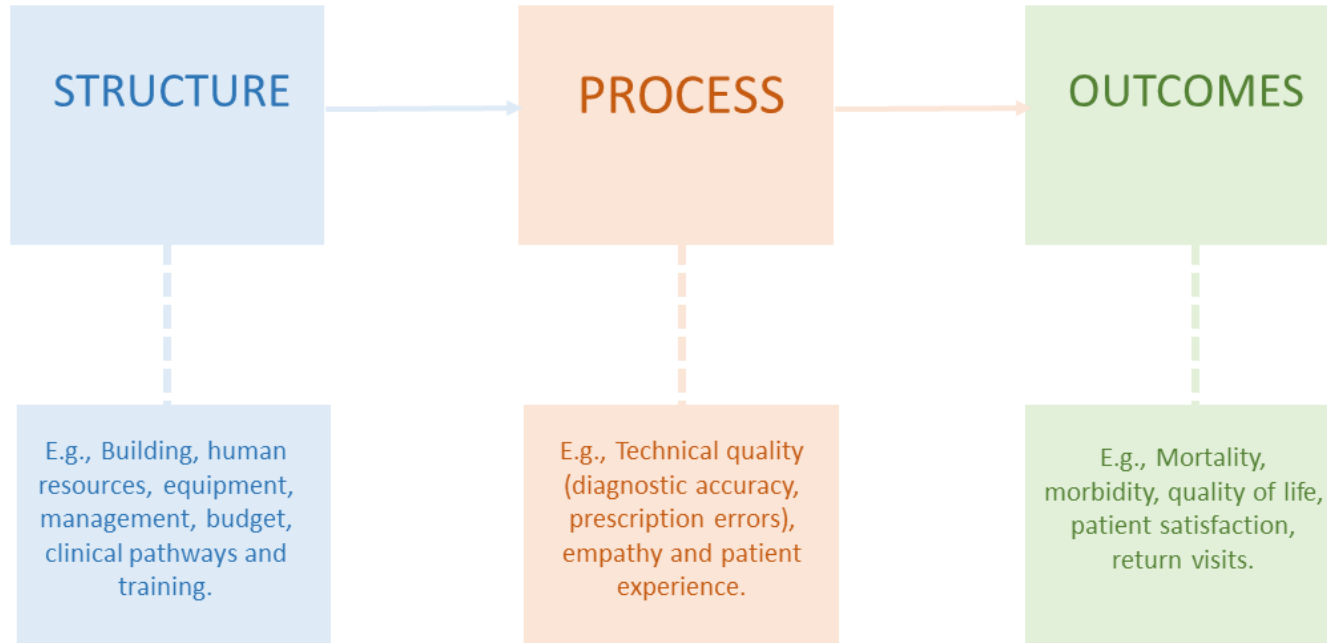 STRUCTURE
PROCESS
OUTCOMES
E.g., Building, human
resources, equipment,
management, budget,
clinical pathways and
training.
E.g., Technical quality
(diagnostic accuracy,
prescription errors),
empathy and patient
experience.
E.g., Mortality,
morbidity, quality of life,
patient satisfaction,
return visits.